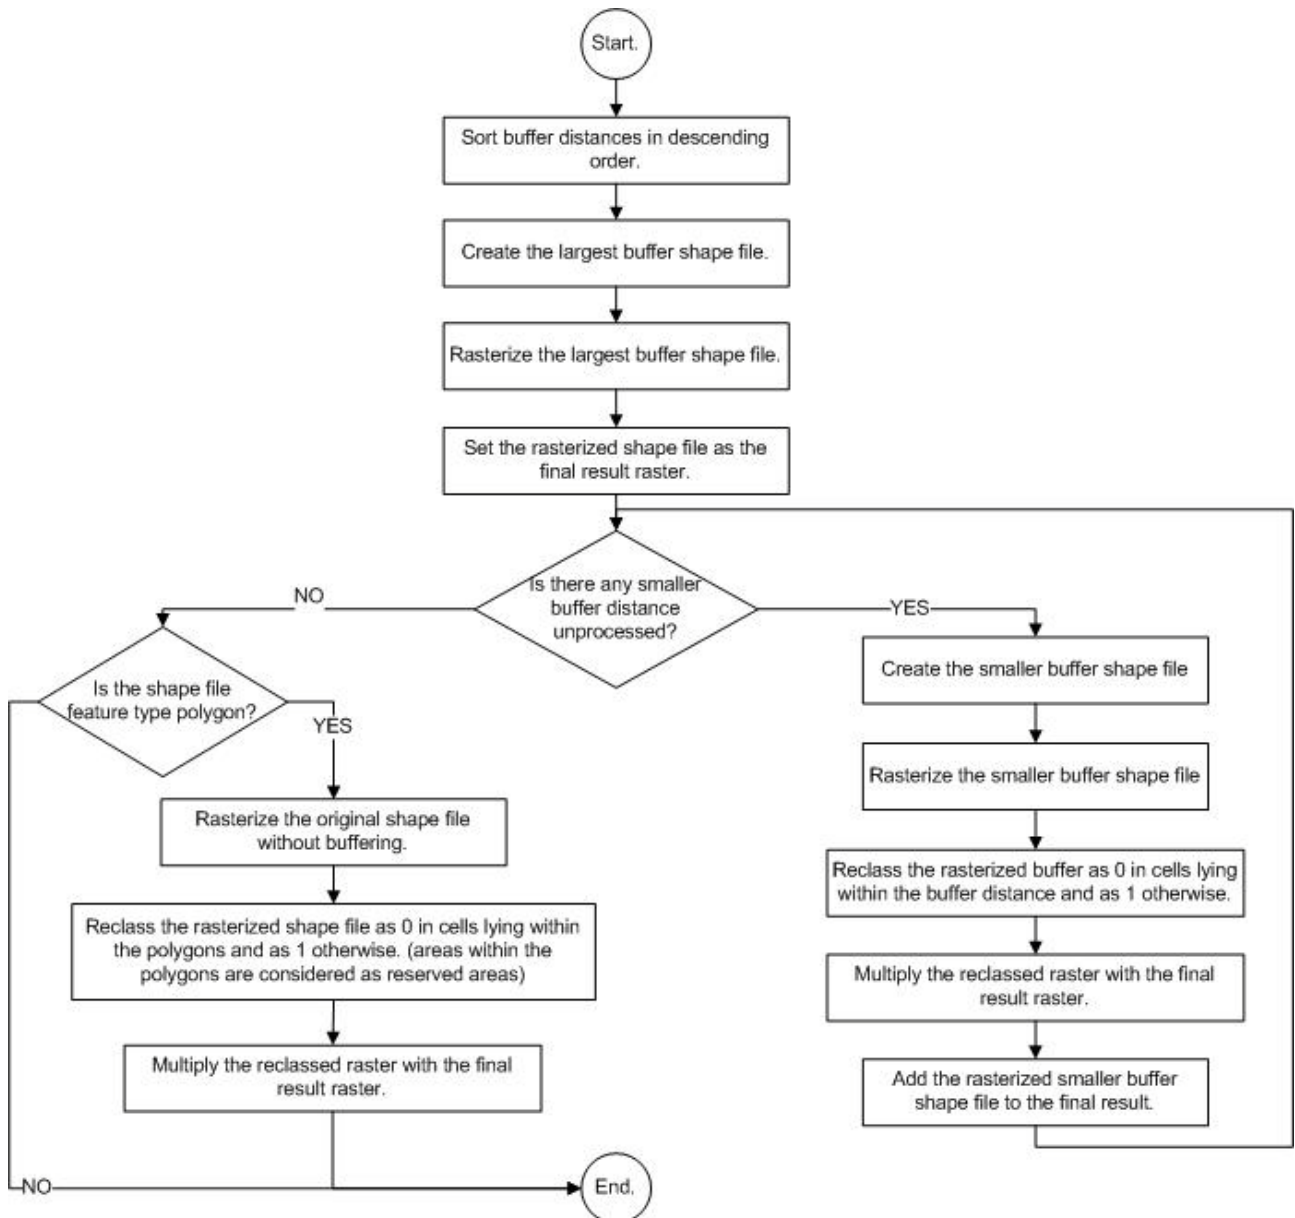 Start.
Sort buffer distances in descending
order.
Create the largest buffer shape file.
Rasterize the largest buffer shape file.
Set the rasterized shape file as the
final result raster.
Is there any smaller
buffer distance
unprocessed?
NO
YES
Is the shape file
feature type polygon?
YES
Rasterize the original shape file
without buffering.
Reclass the rasterized shape file as 0 in cells lying within
the polygons and as 1 otherwise. (areas within the
polygons are considered as reserved areas)
Multiply the reclassed raster with the final
result raster.
Create the smaller buffer shape file
Rasterize the smaller buffer shape file
Reclass the rasterized buffer as 0 in cells lying
within the buffer distance and as 1 otherwise.
Multiply the reclassed raster with the final
result raster.
Add the rasterized smaller buffer
shape file to the final result.
NO
End.